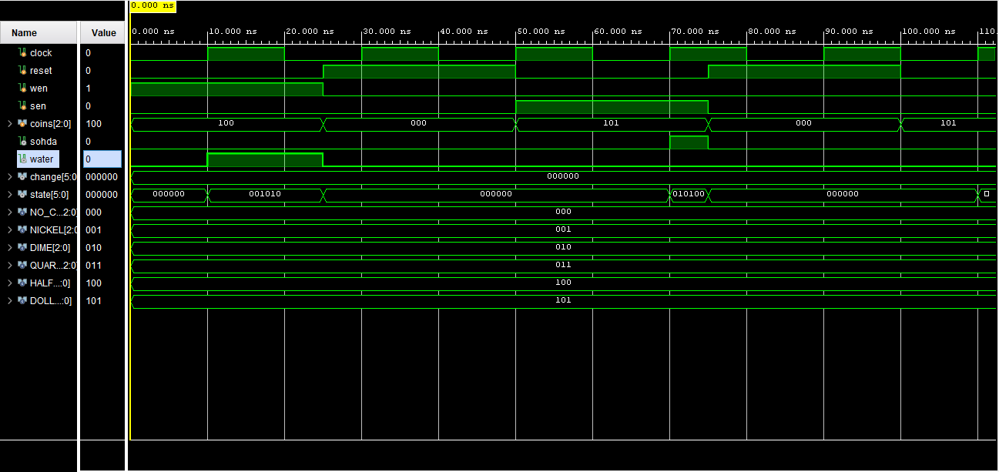 0.000 ns
Name Value
0.000 ns 10.000 ns 20.000 ns 30.000 ns 40.000 ns 50.000 ns 60.000 ns 70.000 ns 80.000 ns 90.000 ns 100.000 ns 110.
clock 0
reset 0
wen 1
sen 0
coins[2:0] 100 100 000 101 000 101
sohda 0
water 0
change[5:0 000000 000000
state[5:0] 000000 000000 001010 000000 010100 000000
NO_C...2:0] 000 000
NICKEL[2:0 001 001
DIME[2:0] 010 010
QUAR...2:0] 011 011
HALF...:0] 100 100
DOLL...:0] 101 101